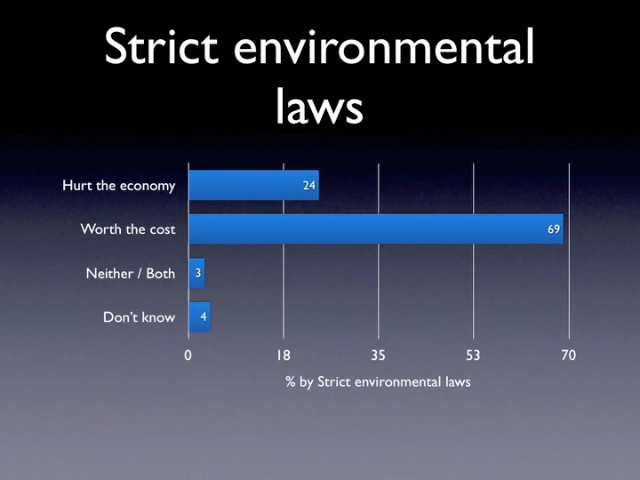 Strict environmental
laws
Hurt the economy 24
Worth the cost 69
Neither / Both 3
Don't know 4
0 18 35 53 70
% by Strict environmental laws